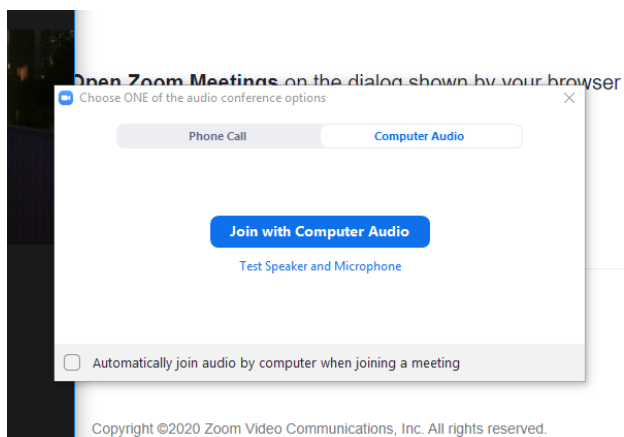 Open Zoom Meetings on the dialog shown by your browser
Choose ONE of the audio conference options
Phone Call
Computer Audio
Join with Computer Audio
Test Speaker and Microphone
Automatically join audio by computer when joining a meeting
Copyright ©2020 Zoom Video Communications, Inc. All rights reserved.